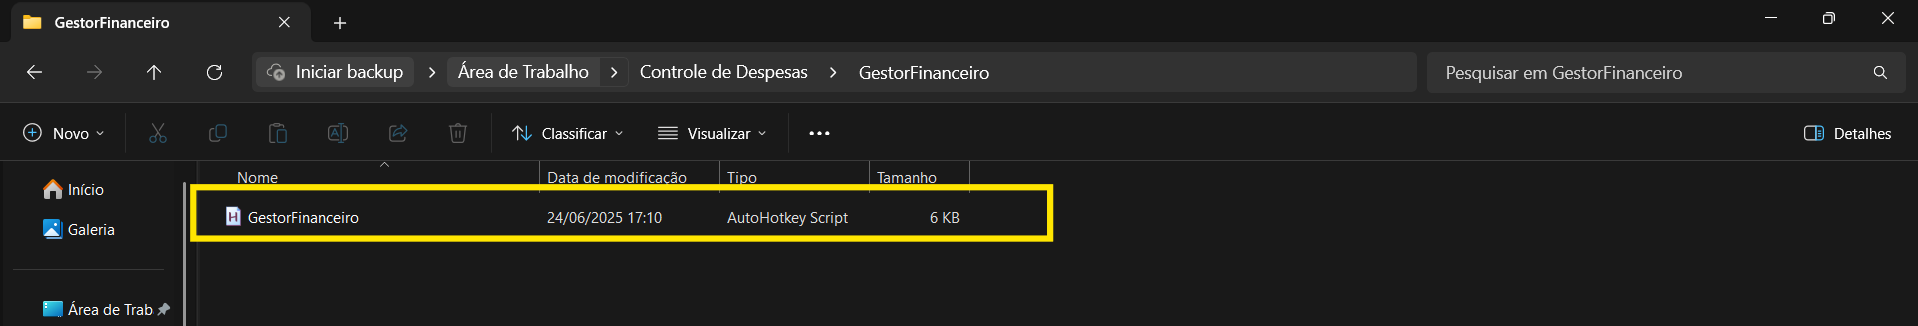 GestorFinanceiro
Iniciar backup > Área de Trabalho > Controle de Despesas > GestorFinanceiro
Pesquisar em GestorFinanceiro
Novo
Classificar
Visualizar
Detalhes
Início
Galeria
Área de Trab
Nome Data de modificação Tipo Tamanho
GestorFinanceiro 24/06/2025 17:10 AutoHotkey Script 6 KB